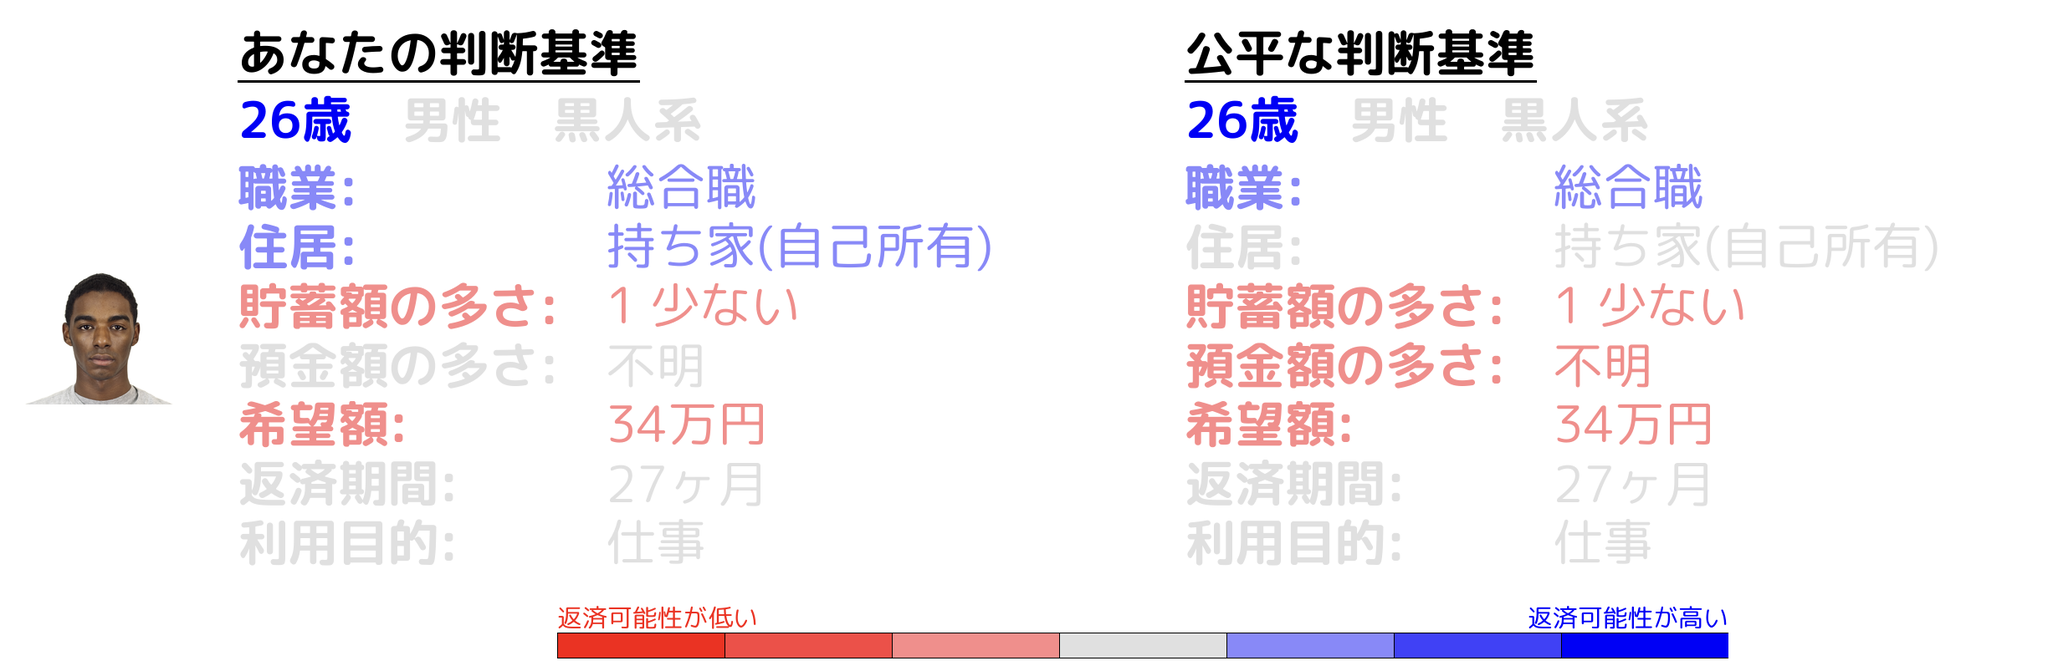 あなたの判断基準
26歳 男性 黒人系
職業: 総合職
住居: 持ち家(自己所有)
貯蓄額の多さ: 1 少ない
預金額の多さ: 不明
希望額: 34万円
返済期間: 27ヶ月
利用目的: 仕事
公平な判断基準
26歳 男性 黒人系
職業: 総合職
住居: 持ち家(自己所有)
貯蓄額の多さ: 1 少ない
預金額の多さ: 不明
希望額: 34万円
返済期間: 27ヶ月
利用目的: 仕事
返済可能性が低い
返済可能性が高い